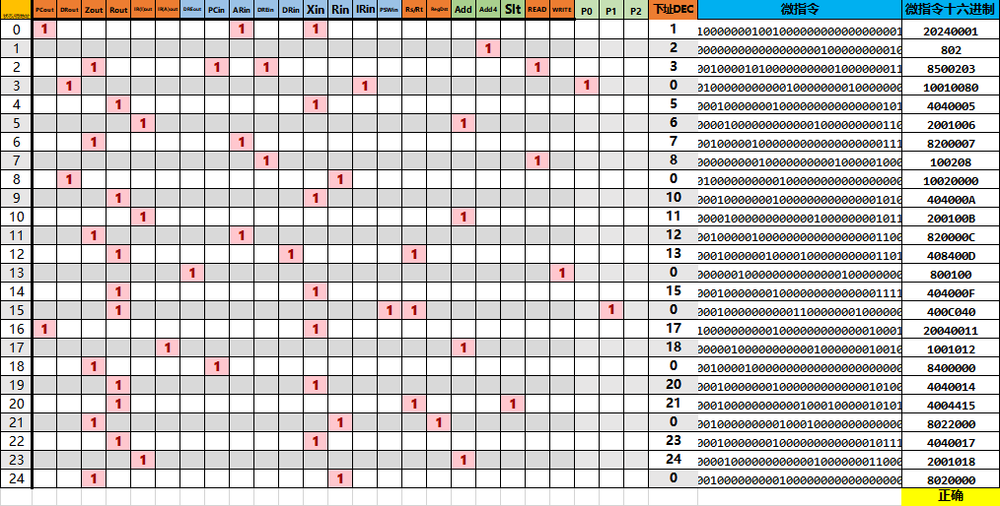 PCout DRout Zout Rout IR(I)out IR(A)out DREout PCin ARin DREin DRin Xin Rin IRin PSWin Rs/Rt RegDst Add Add4 Slt READ WRITE P0 P1 P2 下址DEC 微指令 微指令十六进制
0 1 1 1 1 100000001001000000000000000001 20240001
1 1 2 000000000000000000100000000010 802
2 1 1 1 1 3 001000010100000000001000000011 8500203
3 1 1 1 0 010000000000010000000010000000 10010080
4 1 1 5 000100000001000000000000000101 4040005
5 1 1 6 000010000000000001000000000110 2001006
6 1 1 7 001000001000000000000000000111 8200007
7 1 1 8 000000000100000000001000001000 100208
8 1 1 0 010000000000100000000000000000 10020000
9 1 1 10 000100000001000000000000001010 404000A
10 1 1 11 000010000000000001000000001011 200100B
11 1 1 12 001000001000000000000000001100 820000C
12 1 1 1 13 000100000010000100000000001101 408400D
13 1 1 0 000000100000000000000100000000 800100
14 1 1 15 000100000001000000000000001111 404000F
15 1 1 1 1 0 000100000000001100000001000000 400C040
16 1 1 17 100000000001000000000000010001 20040011
17 1 1 18 000001000000000001000000010010 1001012
18 1 1 0 001000010000000000000000000000 8400000
19 1 1 20 000100000001000000000000010100 4040014
20 1 1 1 21 000100000000000100010000010101 4004415
21 1 1 1 0 001000000000100010000000000000 8022000
22 1 1 23 000100000001000000000000010111 4040017
23 1 1 24 000010000000000001000000011000 2001018
24 1 1 0 001000000000100000000000000000 8020000
正确